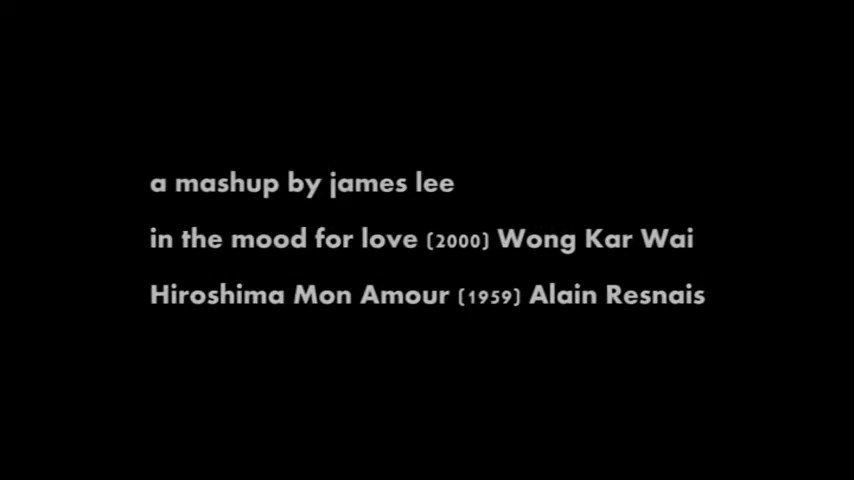 a mashup by james lee
in the mood for love (2000) Wong Kar Wai
Hiroshima Mon Amour (1959) Alain Resnais